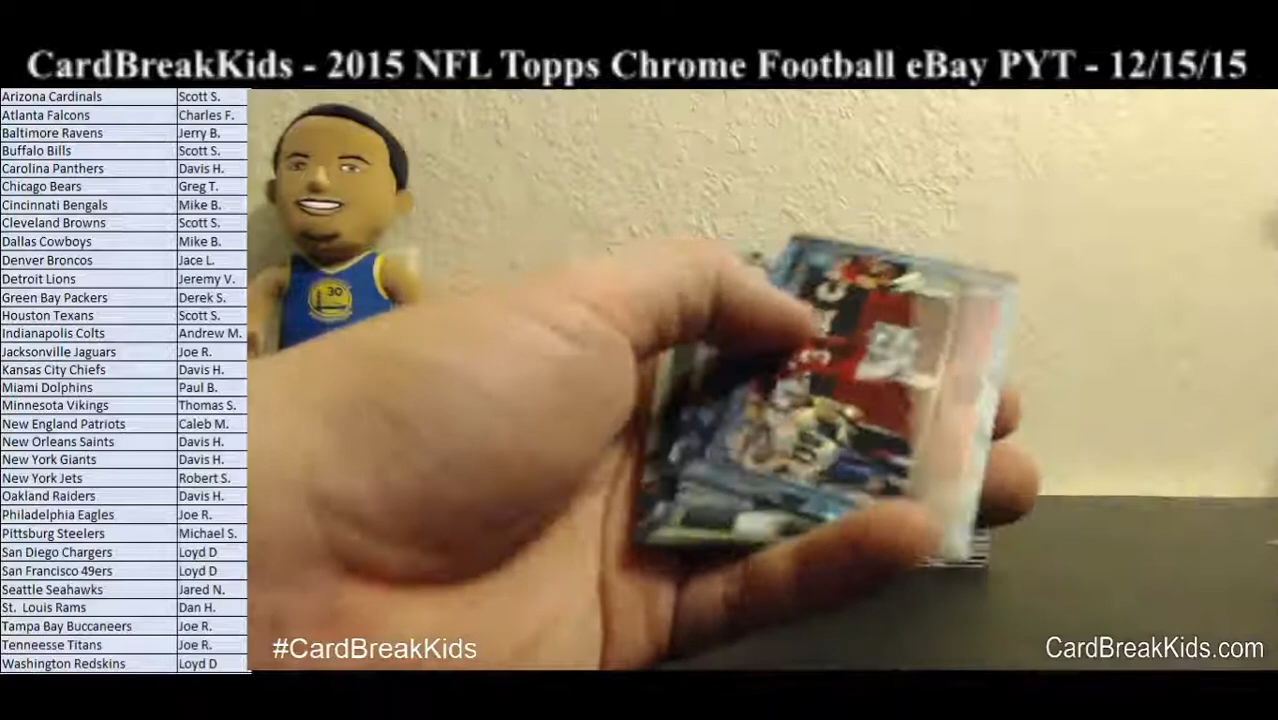 CardBreakKids - 2015 NFL Topps Chrome Football eBay PYT - 12/15/15
Arizona Cardinals Scott S.
Atlanta Falcons Charles F.
Baltimore Ravens Jerry B.
Buffalo Bills Scott S.
Carolina Panthers Davis H.
Chicago Bears Greg T.
Cincinnati Bengals Mike B.
Cleveland Browns Scott S.
Dallas Cowboys Mike B.
Denver Broncos Jace L.
Detroit Lions Jeremy V.
Green Bay Packers Derek S.
Houston Texans Scott S.
Indianapolis Colts Andrew M.
Jacksonville Jaguars Joe R.
Kansas City Chiefs Davis H.
Miami Dolphins Paul B.
Minnesota Vikings Thomas S.
New England Patriots Caleb M.
New Orleans Saints Davis H.
New York Giants Davis H.
New York Jets Robert S.
Oakland Raiders Davis H.
Philadelphia Eagles Joe R.
Pittsburg Steelers Michael S.
San Diego Chargers Loyd D
San Francisco 49ers Loyd D
Seattle Seahawks Jared N.
St. Louis Rams Dan H.
Tampa Bay Buccaneers Joe R.
Tenneesse Titans Joe R.
Washington Redskins Loyd D
30
#CardBreakKids
CardBreakKids.com